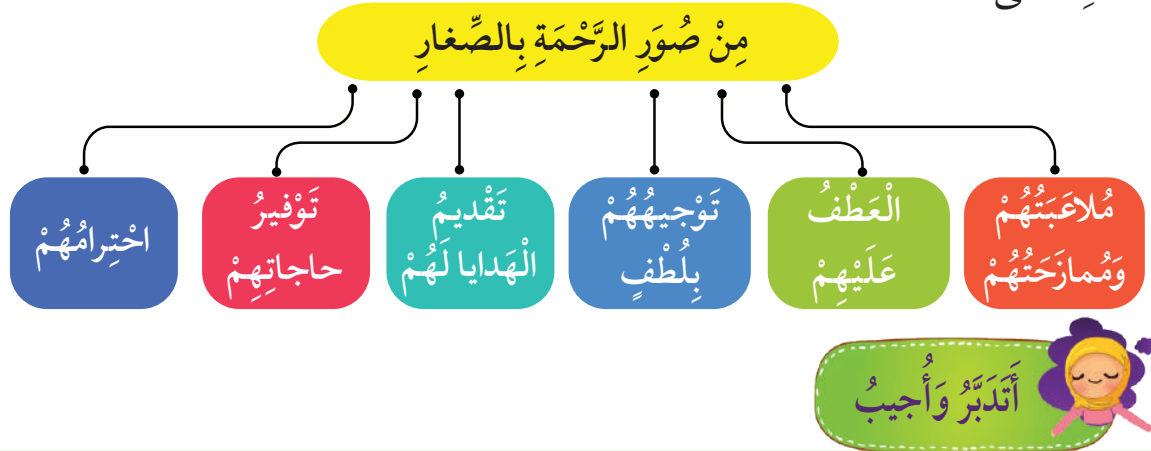 مِنْ صُوَرِ الرَّحْمَةِ بِالصِّغارِ
مُلاعَبَتُهُمْ
وَمُمازَحَتُهُمْ
الْعَطْفُ
عَلَيْهِمْ
تَوْجيهُهُمْ
بِلُطْفٍ
تَقْديمُ
الْهَدايا لَهُمْ
تَوْفيرُ
حاجاتِهِمْ
احْتِرامُهُمْ
أَتَدَبَّرُ وَأُجيبُ